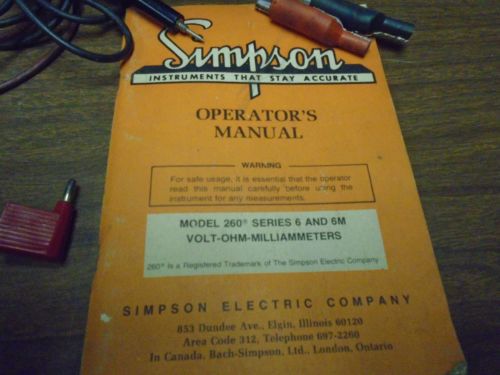 Simpson
INSTRUMENTS THAT STAY ACCURATE
OPERATOR'S
MANUAL
WARNING
For safe usage, it is essential that the operator
read this manual carefully before using the
instrument for any measurements.
MODEL 260® SERIES 6 AND 6M
VOLT-OHM-MILLIAMMETERS
260® Is a Registered Trademark of The Simpson Electric Company
SIMPSON ELECTRIC COMPANY
853 Dundee Ave., Elgin, Illinois 60120
Area Code 312, Telephone 697-2260
In Canada, Bach-Simpson, Ltd., London, Ontario